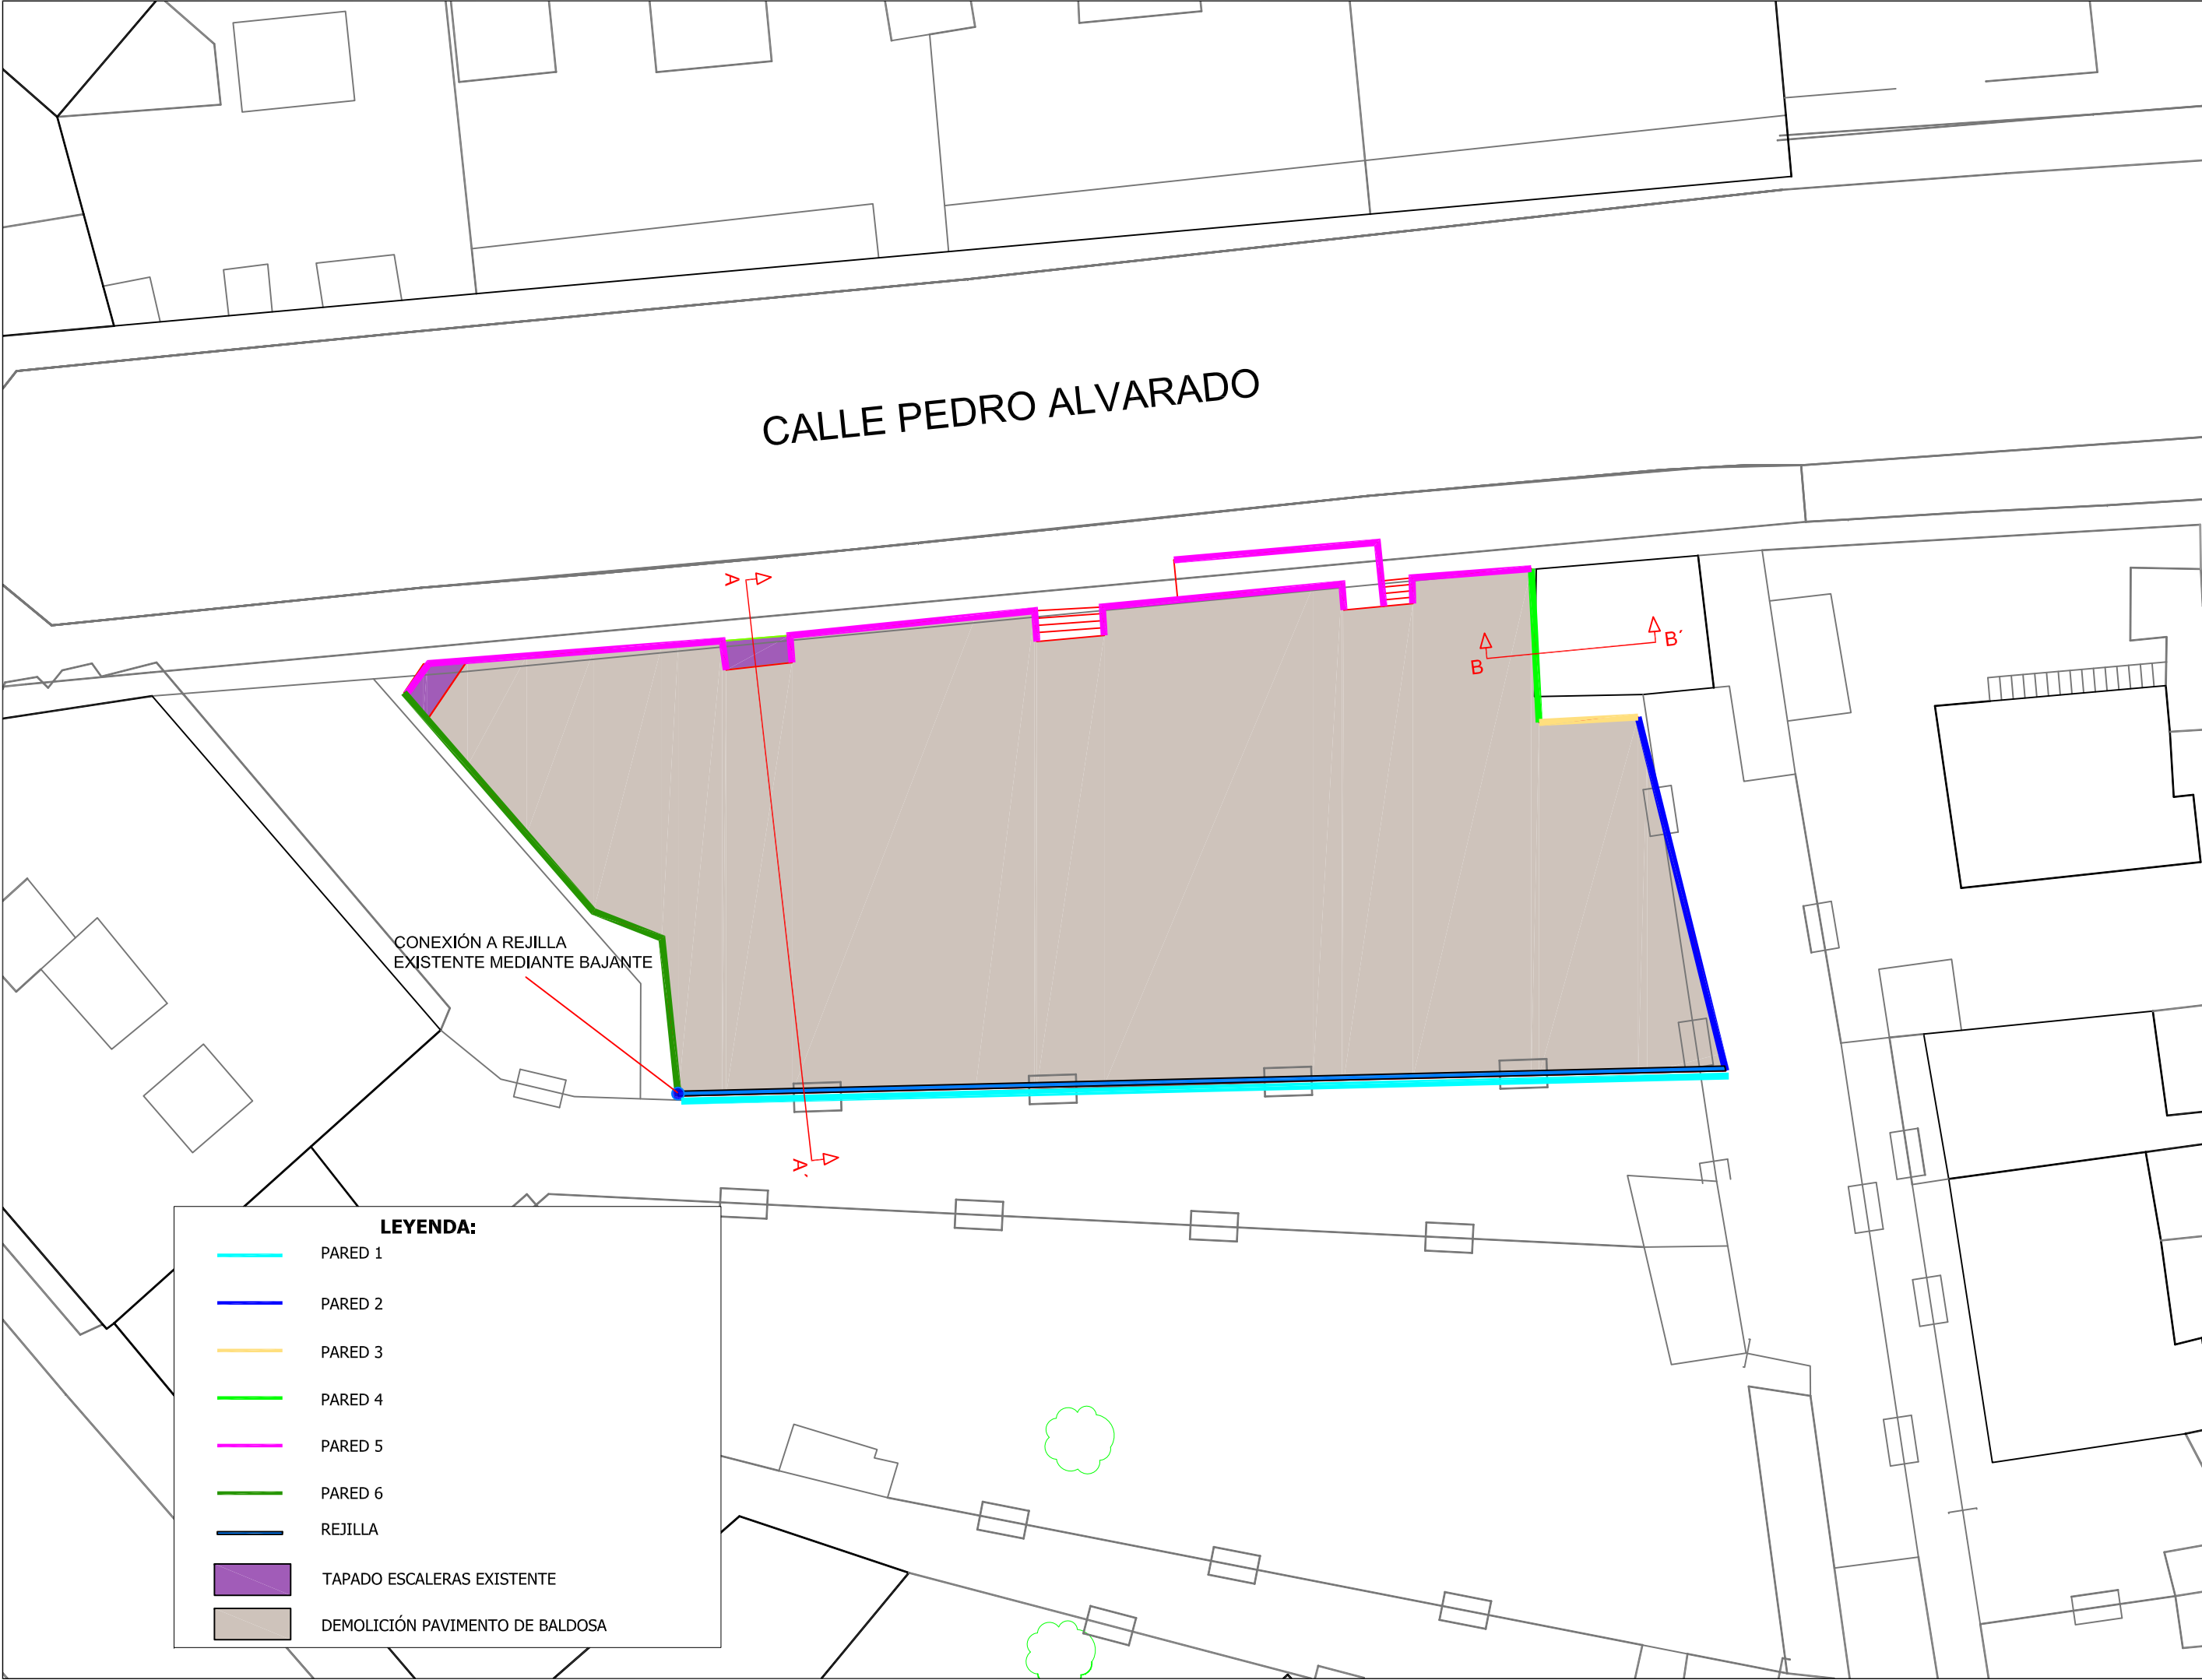 CALLE PEDRO ALVARADO
A
B
B´
CONEXIÓN A REJILLA
EXISTENTE MEDIANTE BAJANTE
A´
LEYENDA:
PARED 1
PARED 2
PARED 3
PARED 4
PARED 5
PARED 6
REJILLA
TAPADO ESCALERAS EXISTENTE
DEMOLICIÓN PAVIMENTO DE BALDOSA